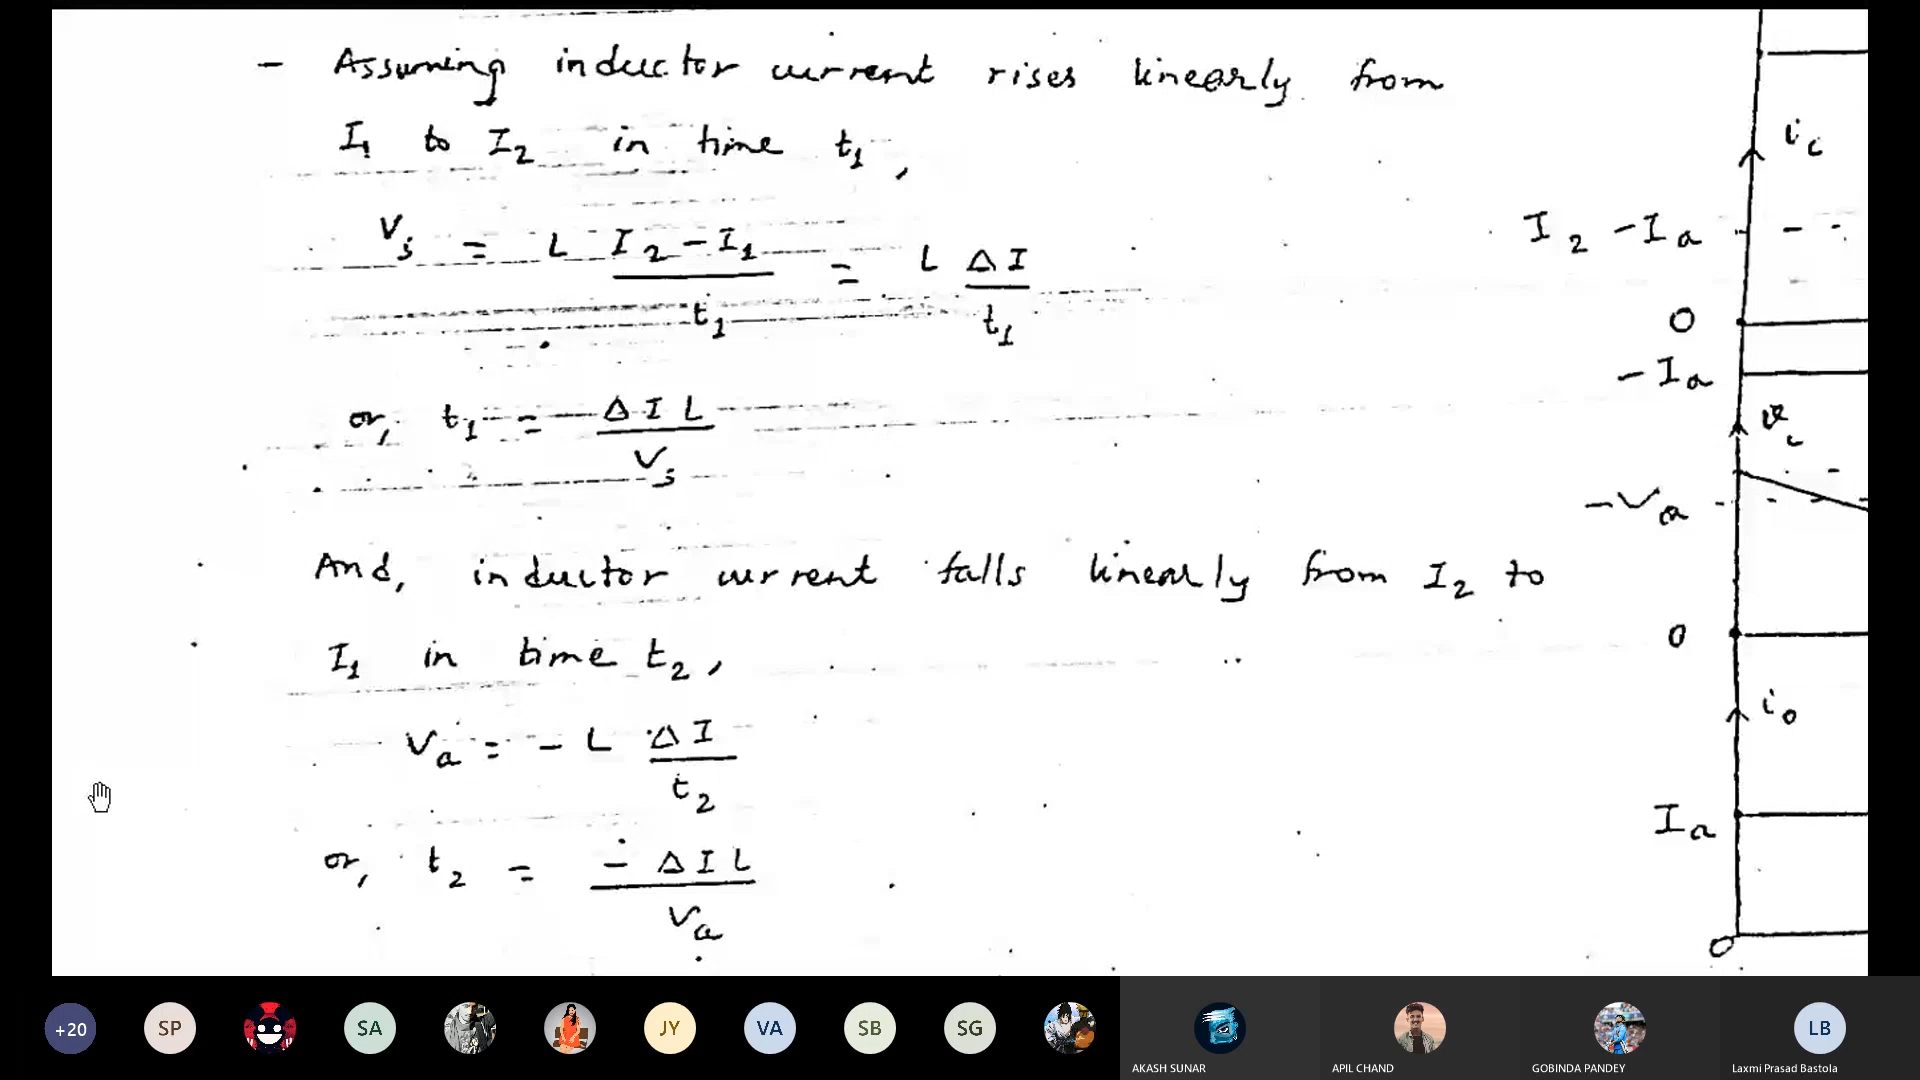 - Assuming inductor current rises linearly from
I1 to I2 in time t1,
Vs = L (I2 - I1)/t1 = L ΔI/t1
or, t1 = ΔI L/Vs
And, inductor current falls linearly from I2 to
I1 in time t2,
Va = - L ΔI/t2
or, t2 = - ΔI L/Va
ic
I2 - Ia
0
- Ia
vc
- Va
0
io
Ia
0
+20
SP
SA
JY
VA
SB
SG
LB
AKASH SUNAR
APIL CHAND
GOBINDA PANDEY
Laxmi Prasad Bastola